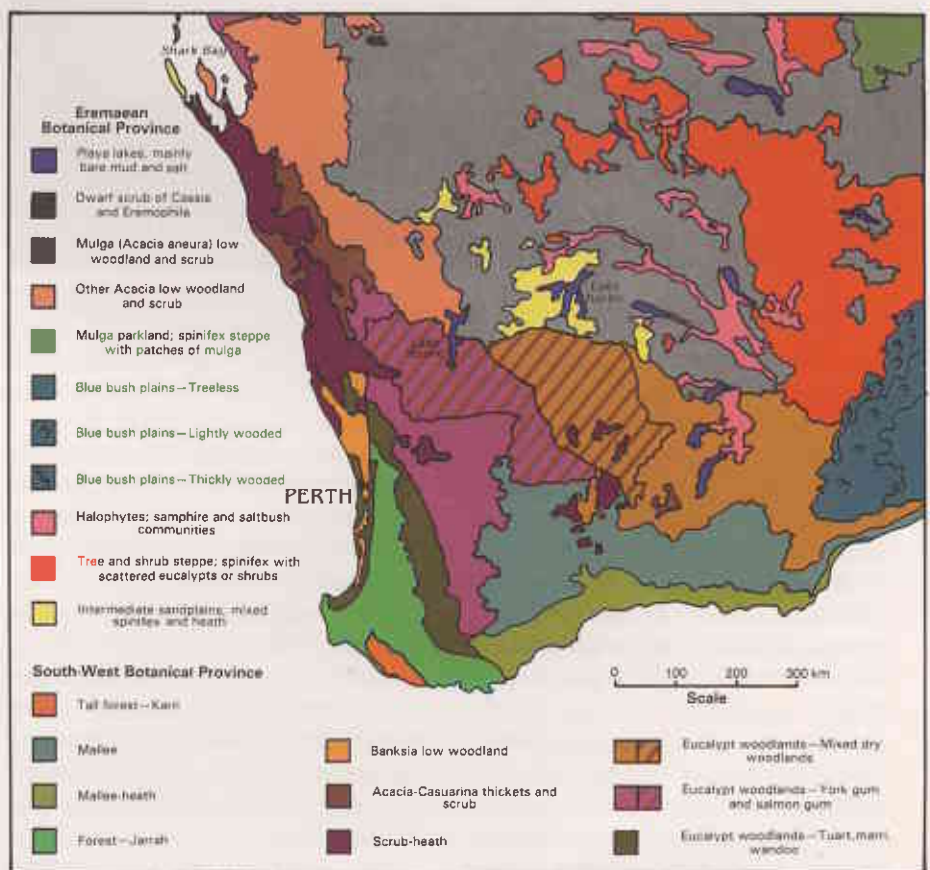 Shark Bay
Eremaean
Botanical Province
Playa lakes, mainly
bare mud and salt
Dwarf scrub of Cassia
and Eremophila
Mulga (Acacia aneura) low
woodland and scrub
Other Acacia low woodland
and scrub
Mulga parkland; spinifex steppe
with patches of mulga
Blue bush plains—Treeless
Blue bush plains—Lightly wooded
Blue bush plains—Thickly wooded
Halophytes; samphire and saltbush
communities
Tree and shrub steppe; spinifex with
scattered eucalypts or shrubs
Intermediate sandplains; mixed
spinifex and heath
Lake
Lake
PERTH
0 100 200 300 km
Scale
South-West Botanical Province
Tall forest—Karri
Mallee
Mallee-heath
Forest—Jarrah
Banksia low woodland
Acacia-Casuarina thickets and
scrub
Scrub-heath
Eucalypt woodlands—Mixed dry
woodlands
Eucalypt woodlands—York gum
and salmon gum
Eucalypt woodlands—Tuart, marri,
wandoo